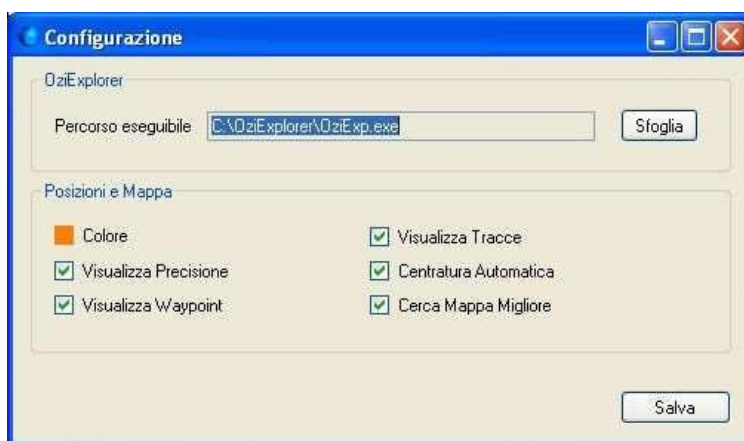 Configurazione
OziExplorer
Percorso eseguibile C:\OziExplorer\OziExp.exe Sfoglia
Posizioni e Mappa
Colore Visualizza Tracce
Visualizza Precisione Centratura Automatica
Visualizza Waypoint Cerca Mappa Migliore
Salva